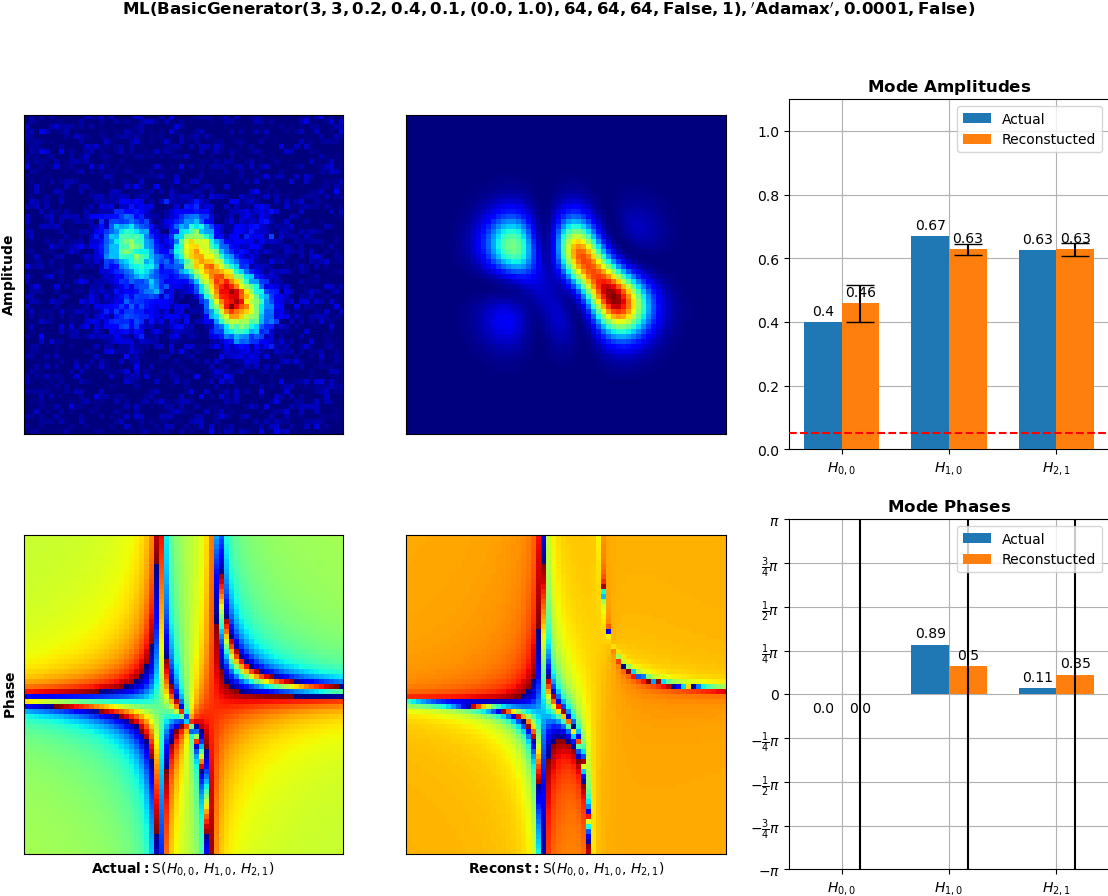 ML(BasicGenerator(3, 3, 0.2, 0.4, 0.1, (0.0, 1.0), 64, 64, 64, False, 1), ′Adamax′, 0.0001, False)
Amplitude
Mode Amplitudes
Actual
Reconstucted
1.0
0.8
0.6
0.4
0.2
0.0
0.4
0.46
0.67
0.63
0.63
0.63
H0,0
H1,0
H2,1
Phase
Actual: S(H0,0, H1,0, H2,1)
Reconst: S(H0,0, H1,0, H2,1)
Mode Phases
Actual
Reconstucted
π
3/4π
1/2π
1/4π
0
−1/4π
−1/2π
−3/4π
−π
0.0
0.0
0.89
0.5
0.11
0.35
H0,0
H1,0
H2,1